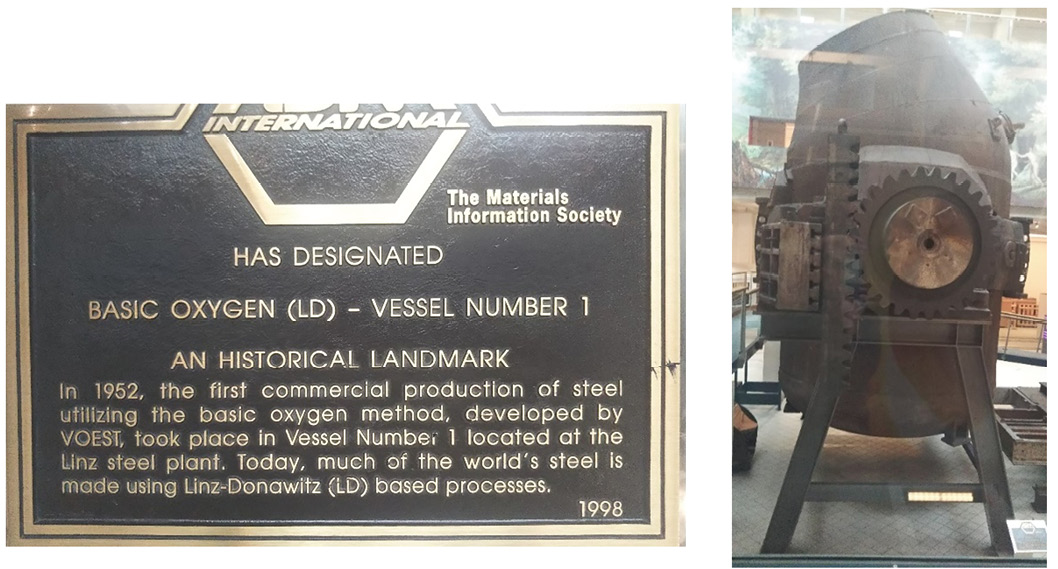 INTERNATIONAL
The Materials
Information Society
HAS DESIGNATED
BASIC OXYGEN (LD) – VESSEL NUMBER 1
AN HISTORICAL LANDMARK
In 1952, the first commercial production of steel
utilizing the basic oxygen method, developed by
VOEST, took place in Vessel Number 1 located at the
Linz steel plant. Today, much of the world's steel is
made using Linz-Donawitz (LD) based processes.
1998